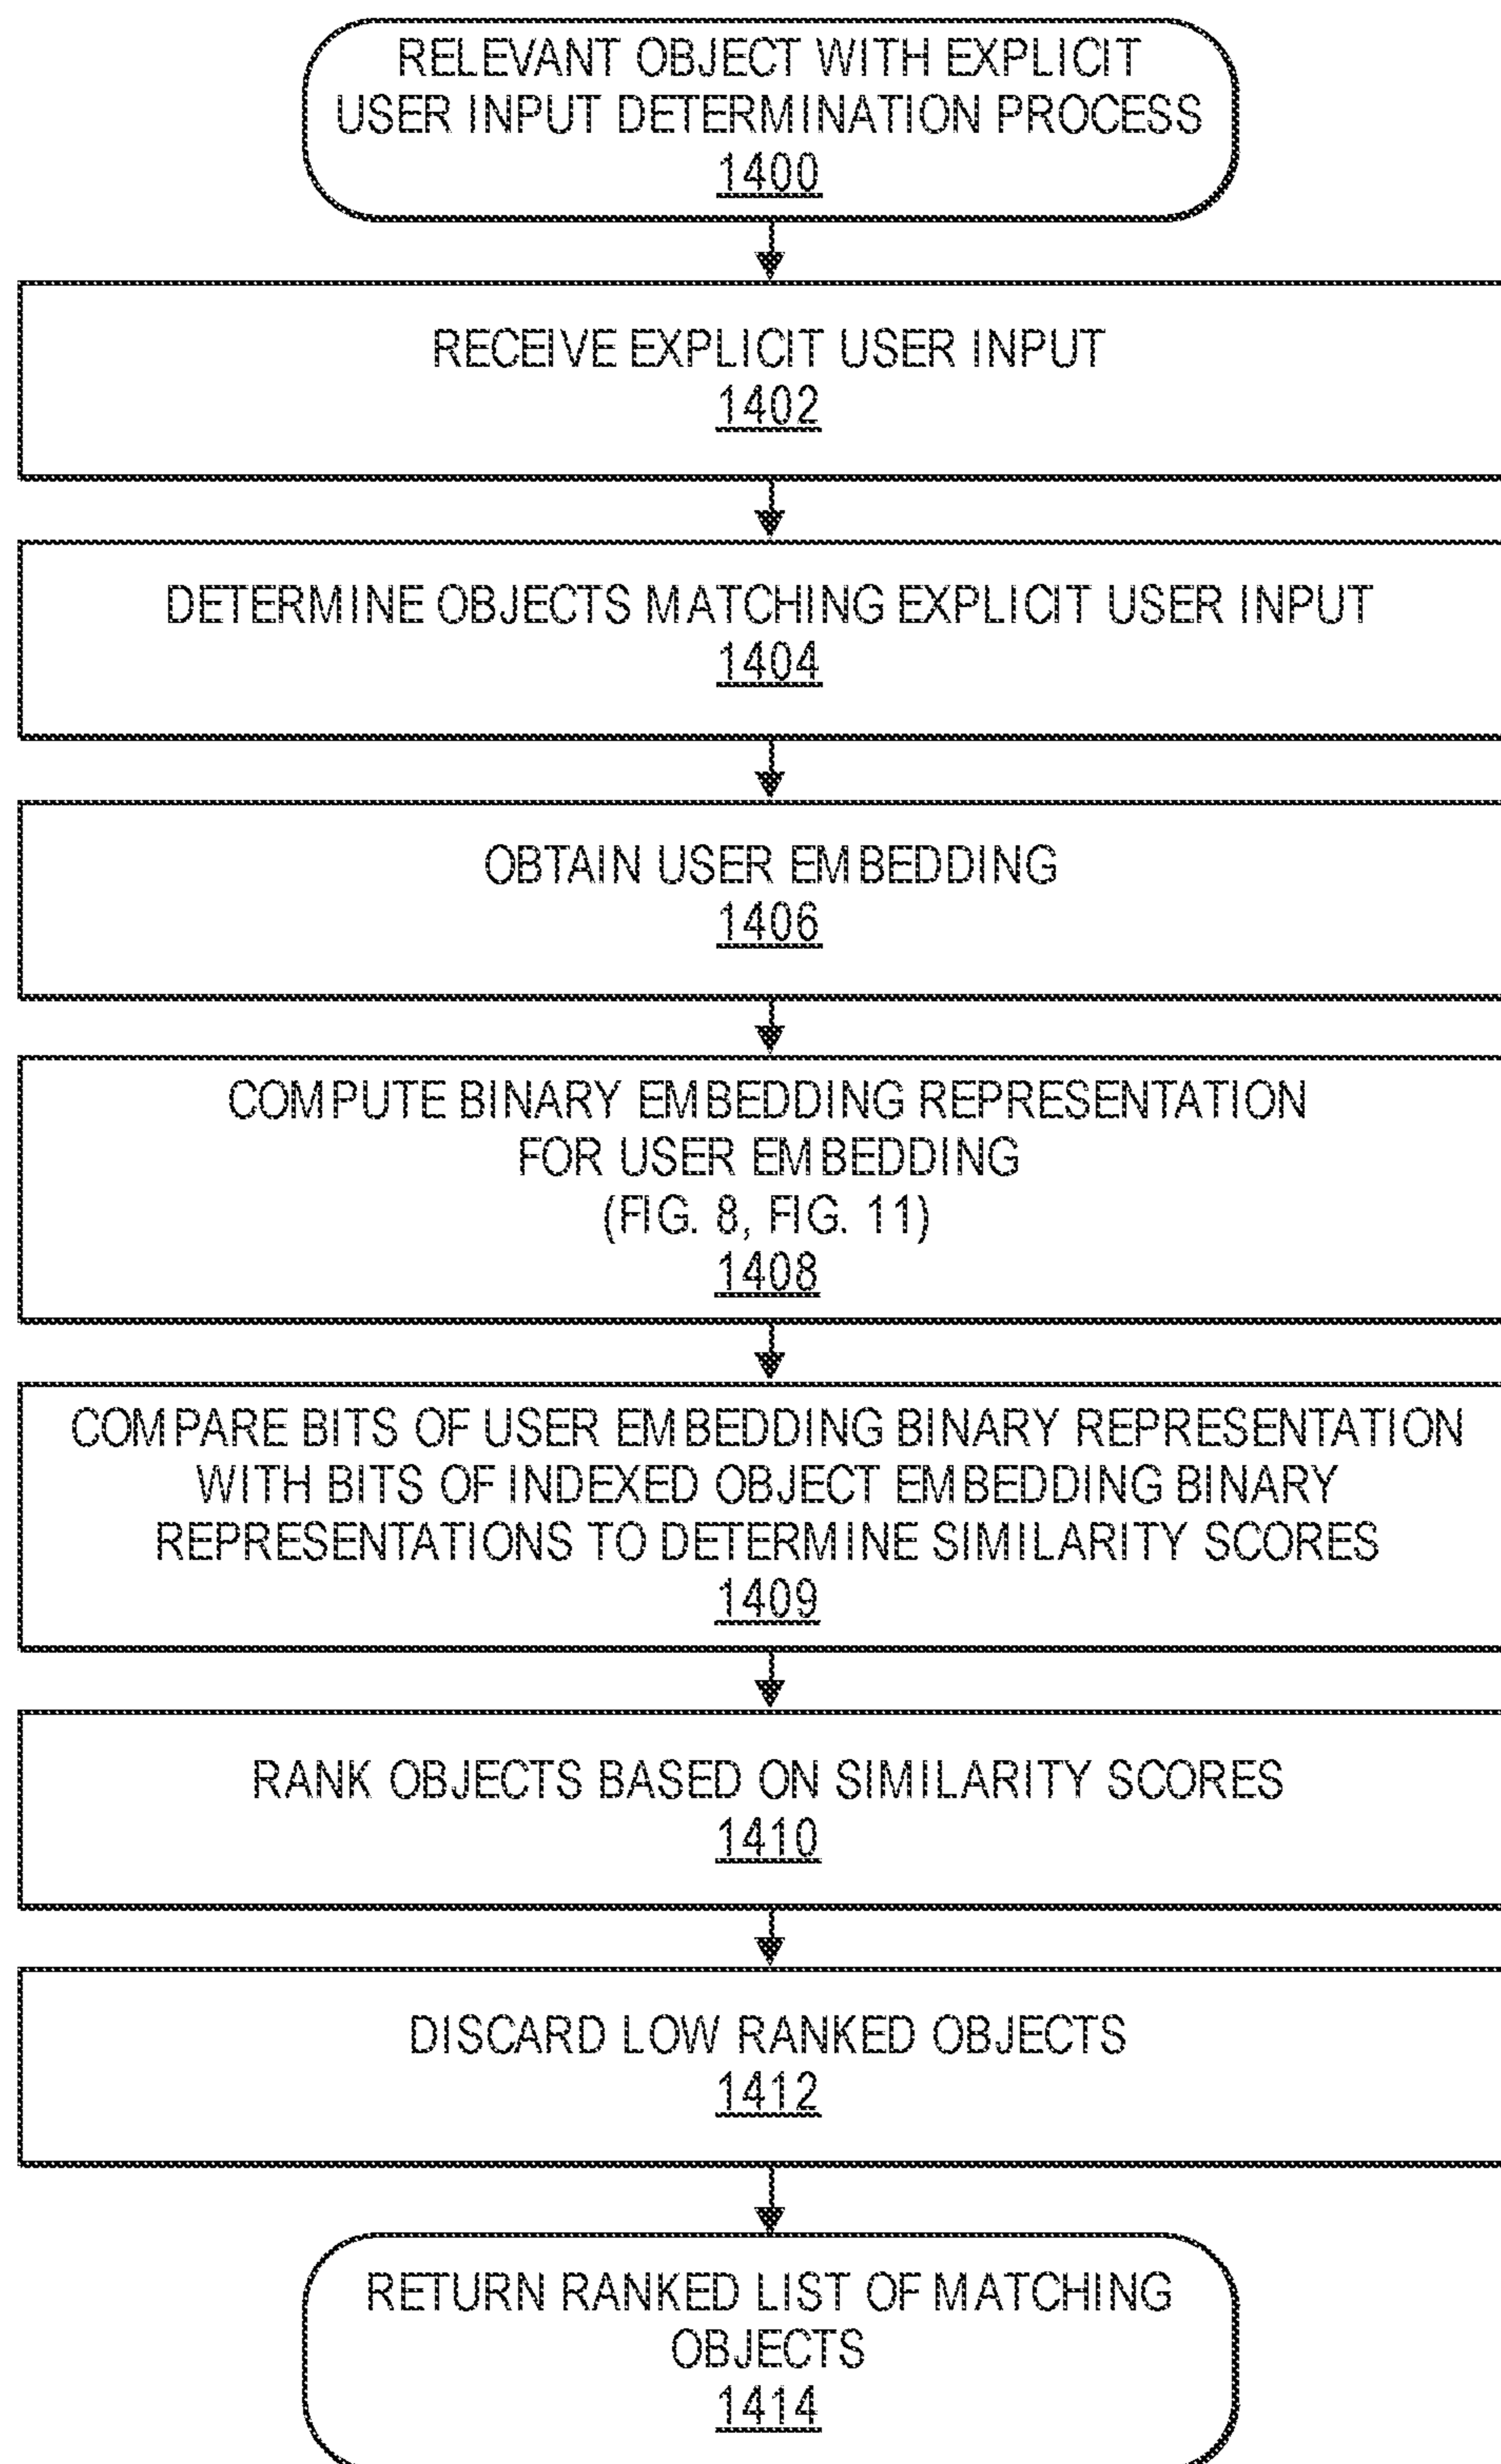 RELEVANT OBJECT WITH EXPLICIT
USER INPUT DETERMINATION PROCESS
1400
RECEIVE EXPLICIT USER INPUT
1402
DETERMINE OBJECTS MATCHING EXPLICIT USER INPUT
1404
OBTAIN USER EMBEDDING
1406
COMPUTE BINARY EMBEDDING REPRESENTATION
FOR USER EMBEDDING
(FIG. 8, FIG. 11)
1408
COMPARE BITS OF USER EMBEDDING BINARY REPRESENTATION
WITH BITS OF INDEXED OBJECT EMBEDDING BINARY
REPRESENTATIONS TO DETERMINE SIMILARITY SCORES
1409
RANK OBJECTS BASED ON SIMILARITY SCORES
1410
DISCARD LOW RANKED OBJECTS
1412
RETURN RANKED LIST OF MATCHING
OBJECTS
1414